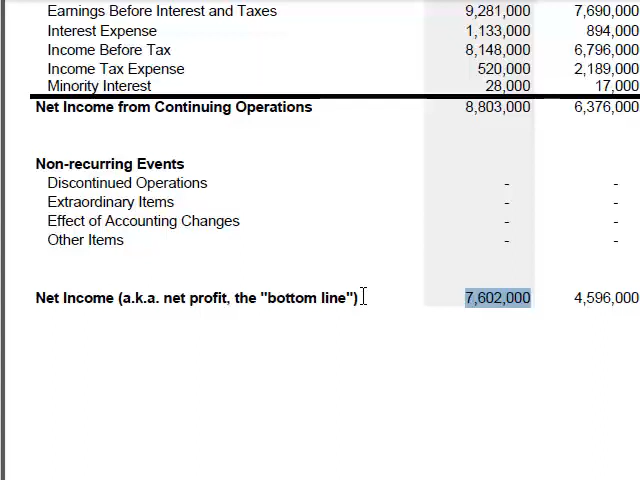 Earnings Before Interest and Taxes 9,281,000 7,690,000
Interest Expense 1,133,000 894,000
Income Before Tax 8,148,000 6,796,000
Income Tax Expense 520,000 2,189,000
Minority Interest 28,000 17,000
Net Income from Continuing Operations 8,803,000 6,376,000
Non-recurring Events
Discontinued Operations - -
Extraordinary Items - -
Effect of Accounting Changes - -
Other Items - -
Net Income (a.k.a. net profit, the "bottom line") 7,602,000 4,596,000